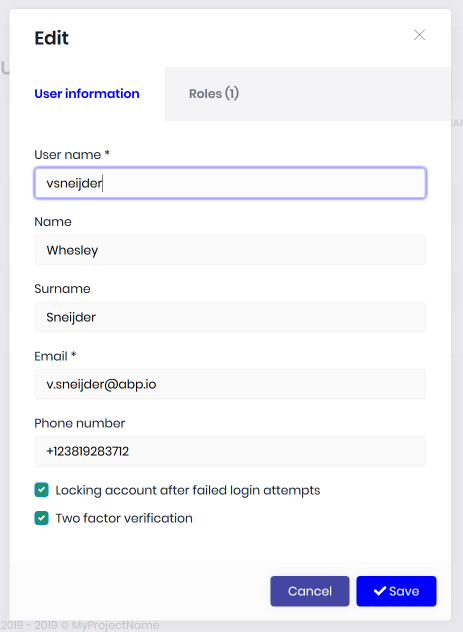 Edit
User information
Roles (1)
User name *
vsneijder
Name
Whesley
Surname
Sneijder
Email *
v.sneijder@abp.io
Phone number
+123819283712
Locking account after failed login attempts
Two factor verification
Cancel
Save
2019 - 2019 © MyProjectName